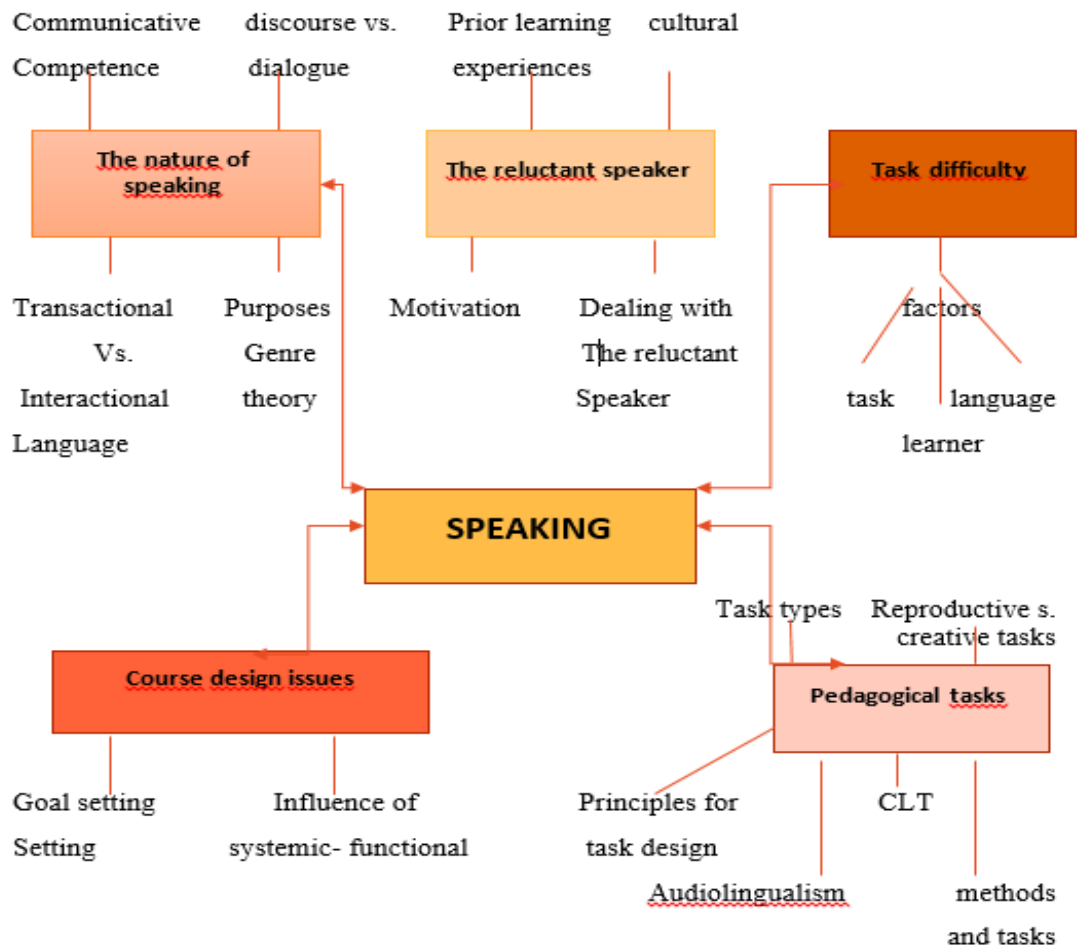 Communicative discourse vs. Prior learning cultural
Competence dialogue experiences
The nature of
speaking
The reluctant speaker
Task difficulty
Transactional Purposes Motivation Dealing with factors
Vs. Genre The reluctant
Interactional theory Speaker task language
Language learner
SPEAKING
Task types Reproductive s.
creative tasks
Course design issues
Pedagogical tasks
Goal setting Influence of Principles for CLT
Setting systemic- functional task design
Audiolingualism methods
and tasks